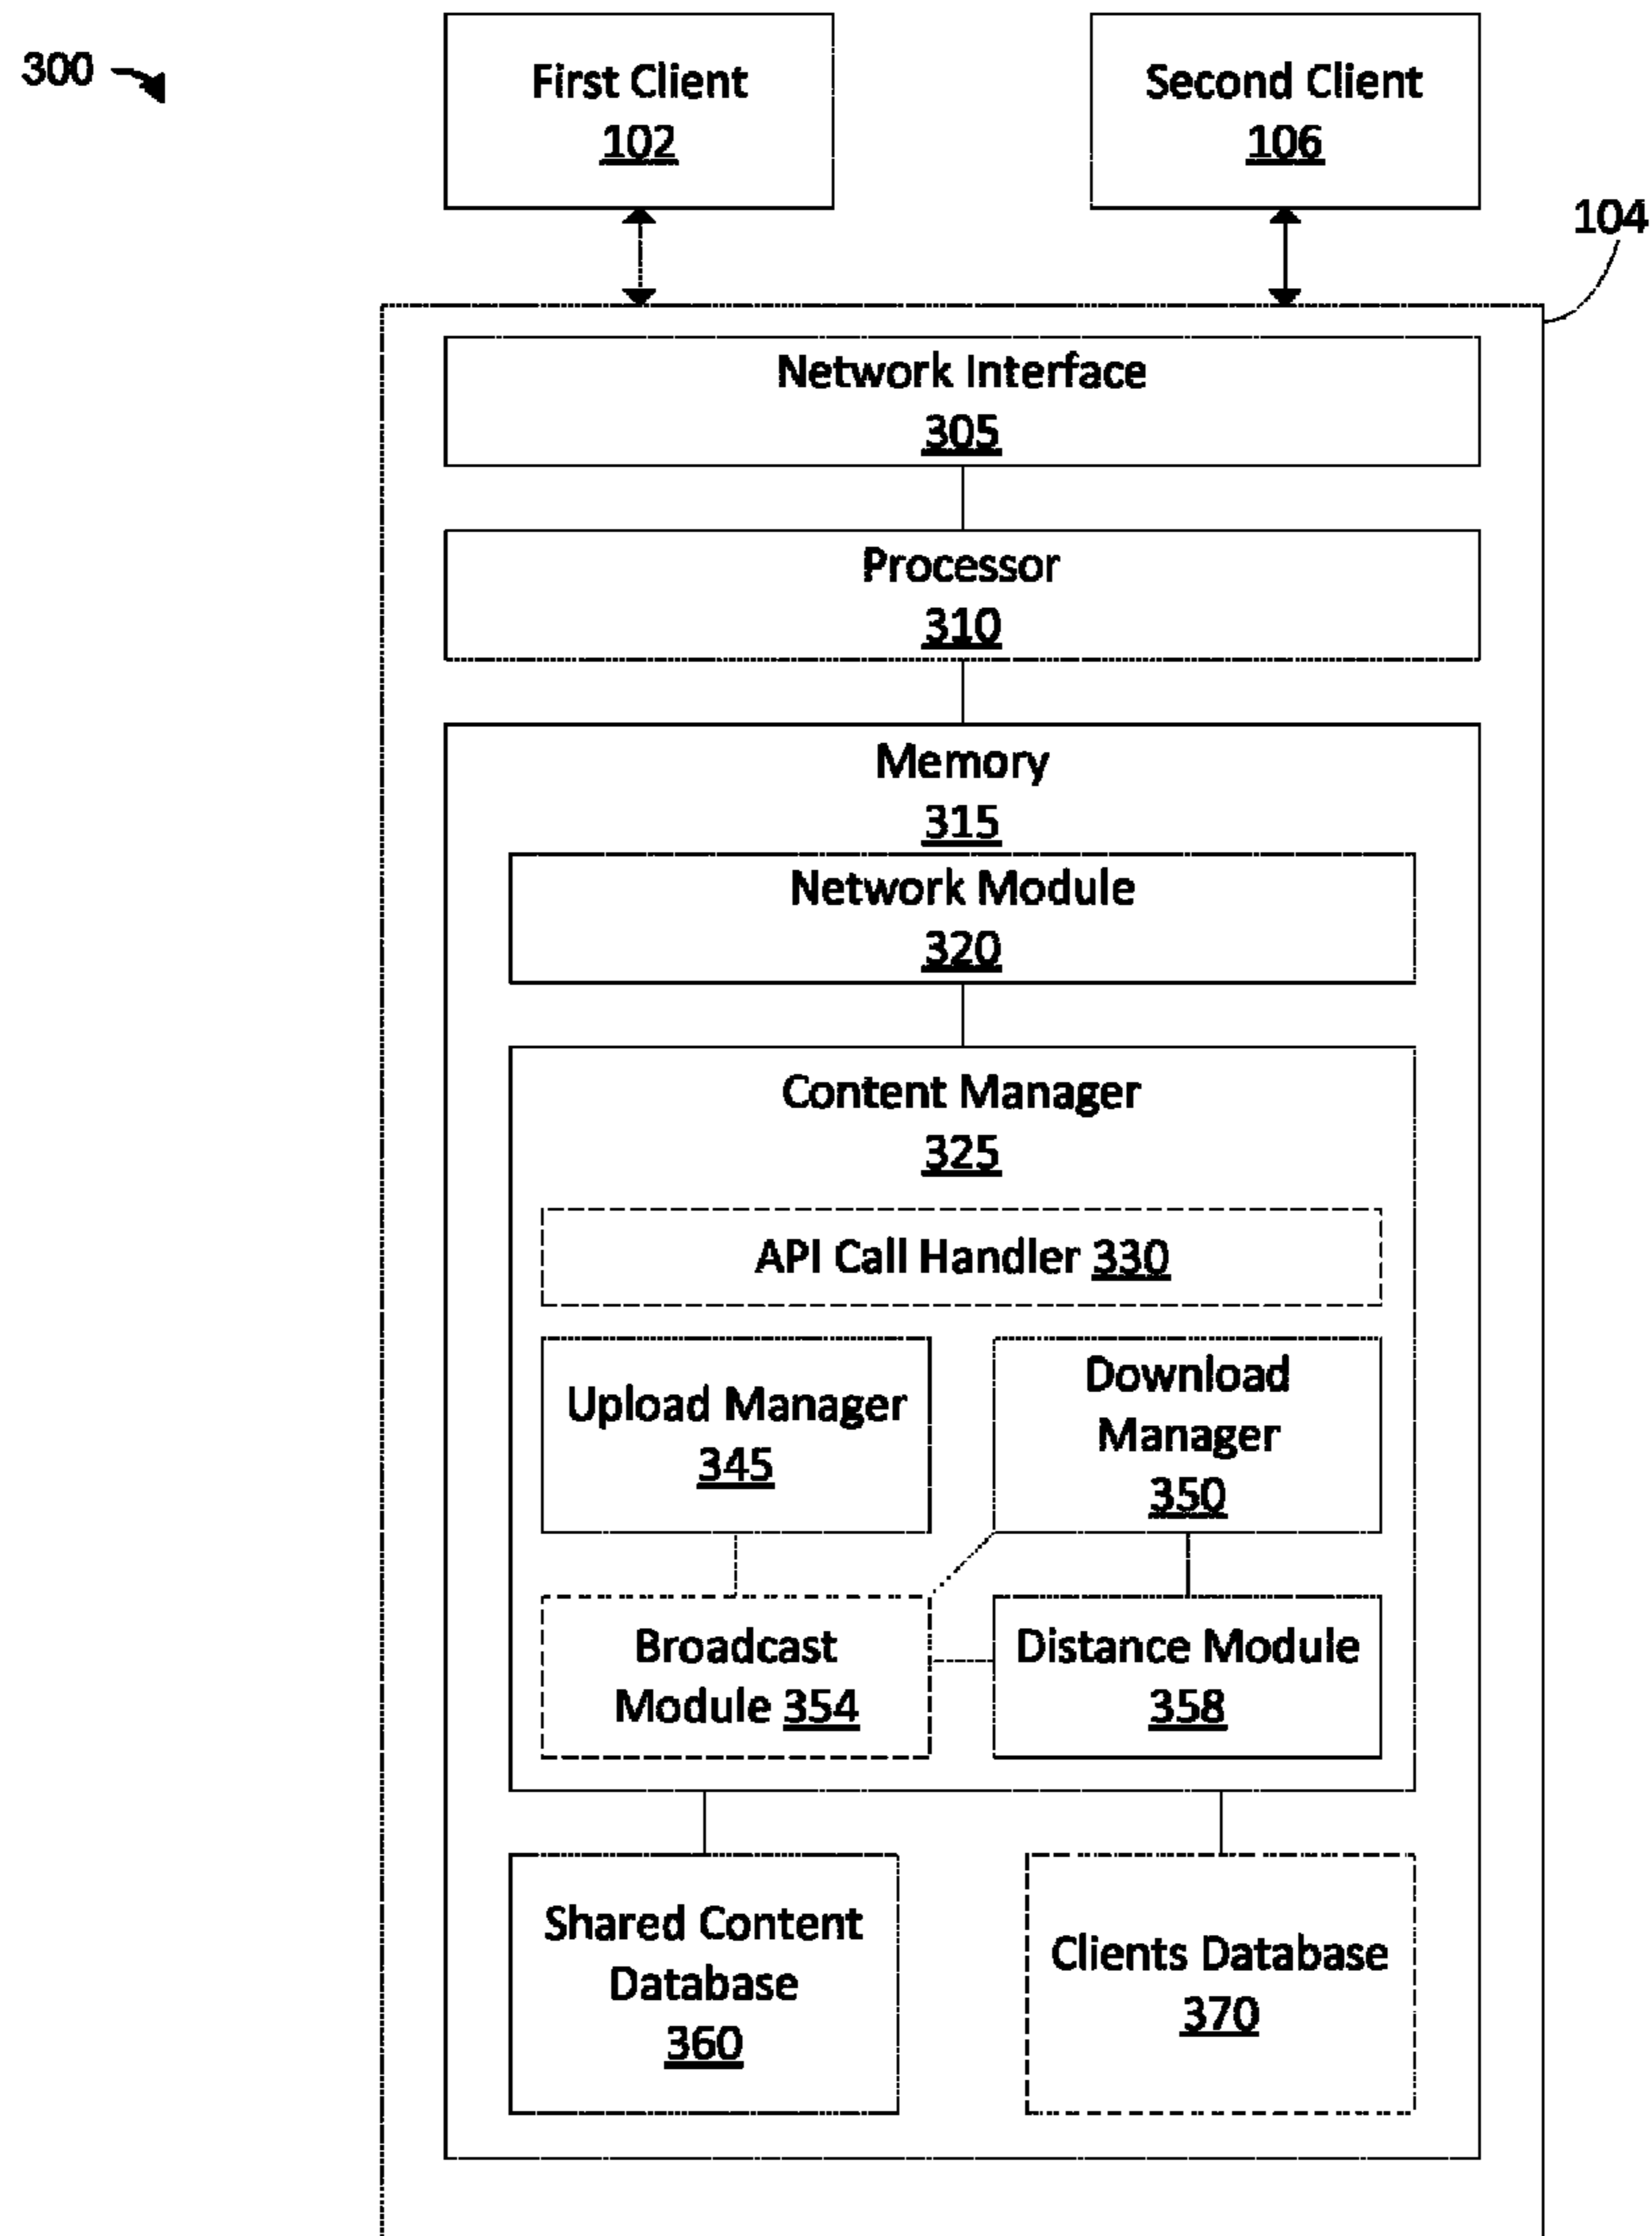 300
First Client
102
Second Client
106
104
Network Interface
305
Processor
310
Memory
315
Network Module
320
Content Manager
325
API Call Handler 330
Upload Manager
345
Download
Manager
350
Broadcast
Module 354
Distance Module
358
Shared Content
Database
360
Clients Database
370